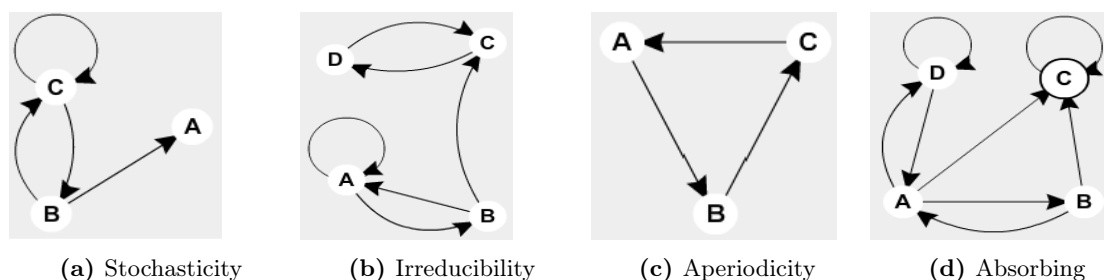 C
A
B
D
C
A
B
A
C
B
D
C
A
B
(a) Stochasticity
(b) Irreducibility
(c) Aperiodicity
(d) Absorbing